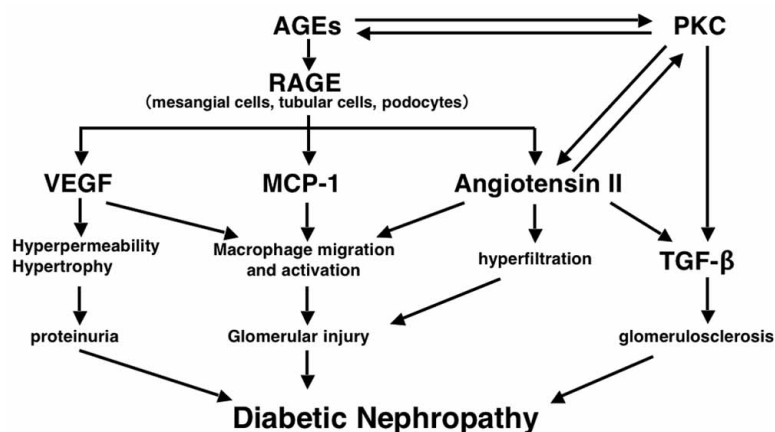 AGEs
PKC
RAGE
(mesangial cells, tubular cells, podocytes)
VEGF
MCP-1
Angiotensin II
Hyperpermeability
Hypertrophy
Macrophage migration
and activation
hyperfiltration
TGF-β
proteinuria
Glomerular injury
glomerulosclerosis
Diabetic Nephropathy